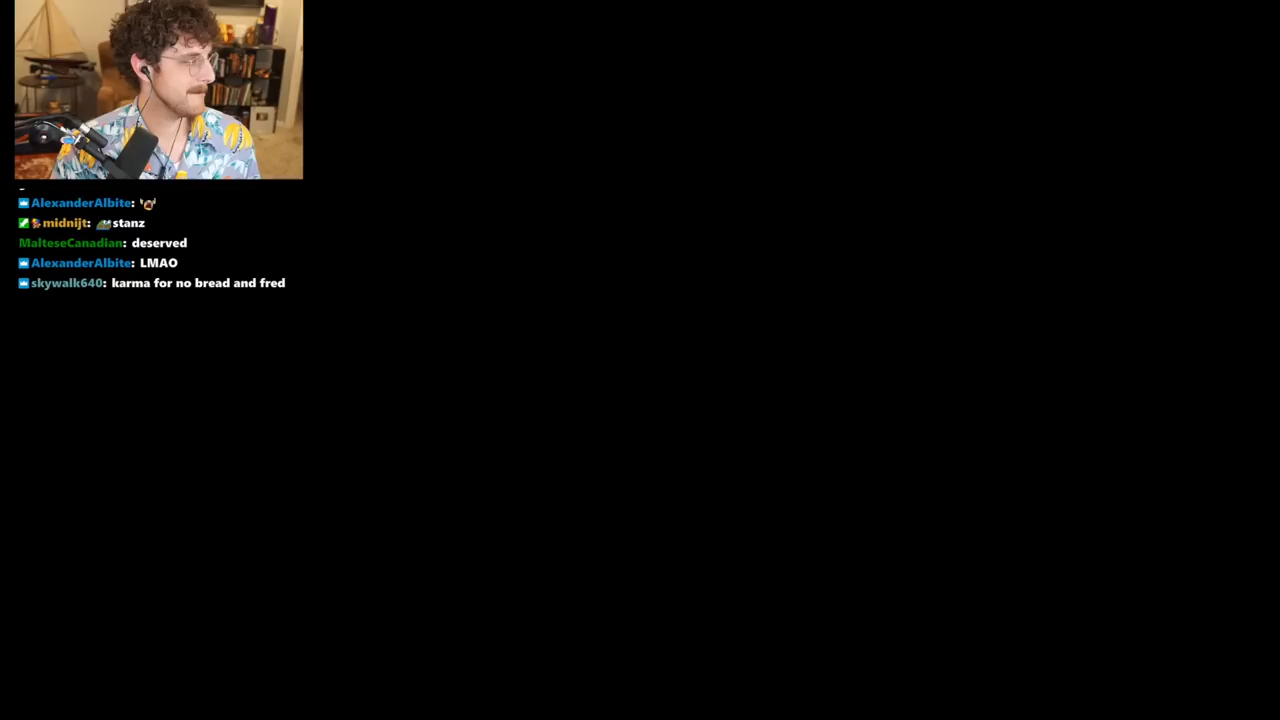 AlexanderAlbite:
midnijt: stanz
MalteseCanadian: deserved
AlexanderAlbite: LMAO
skywalk640: karma for no bread and fred